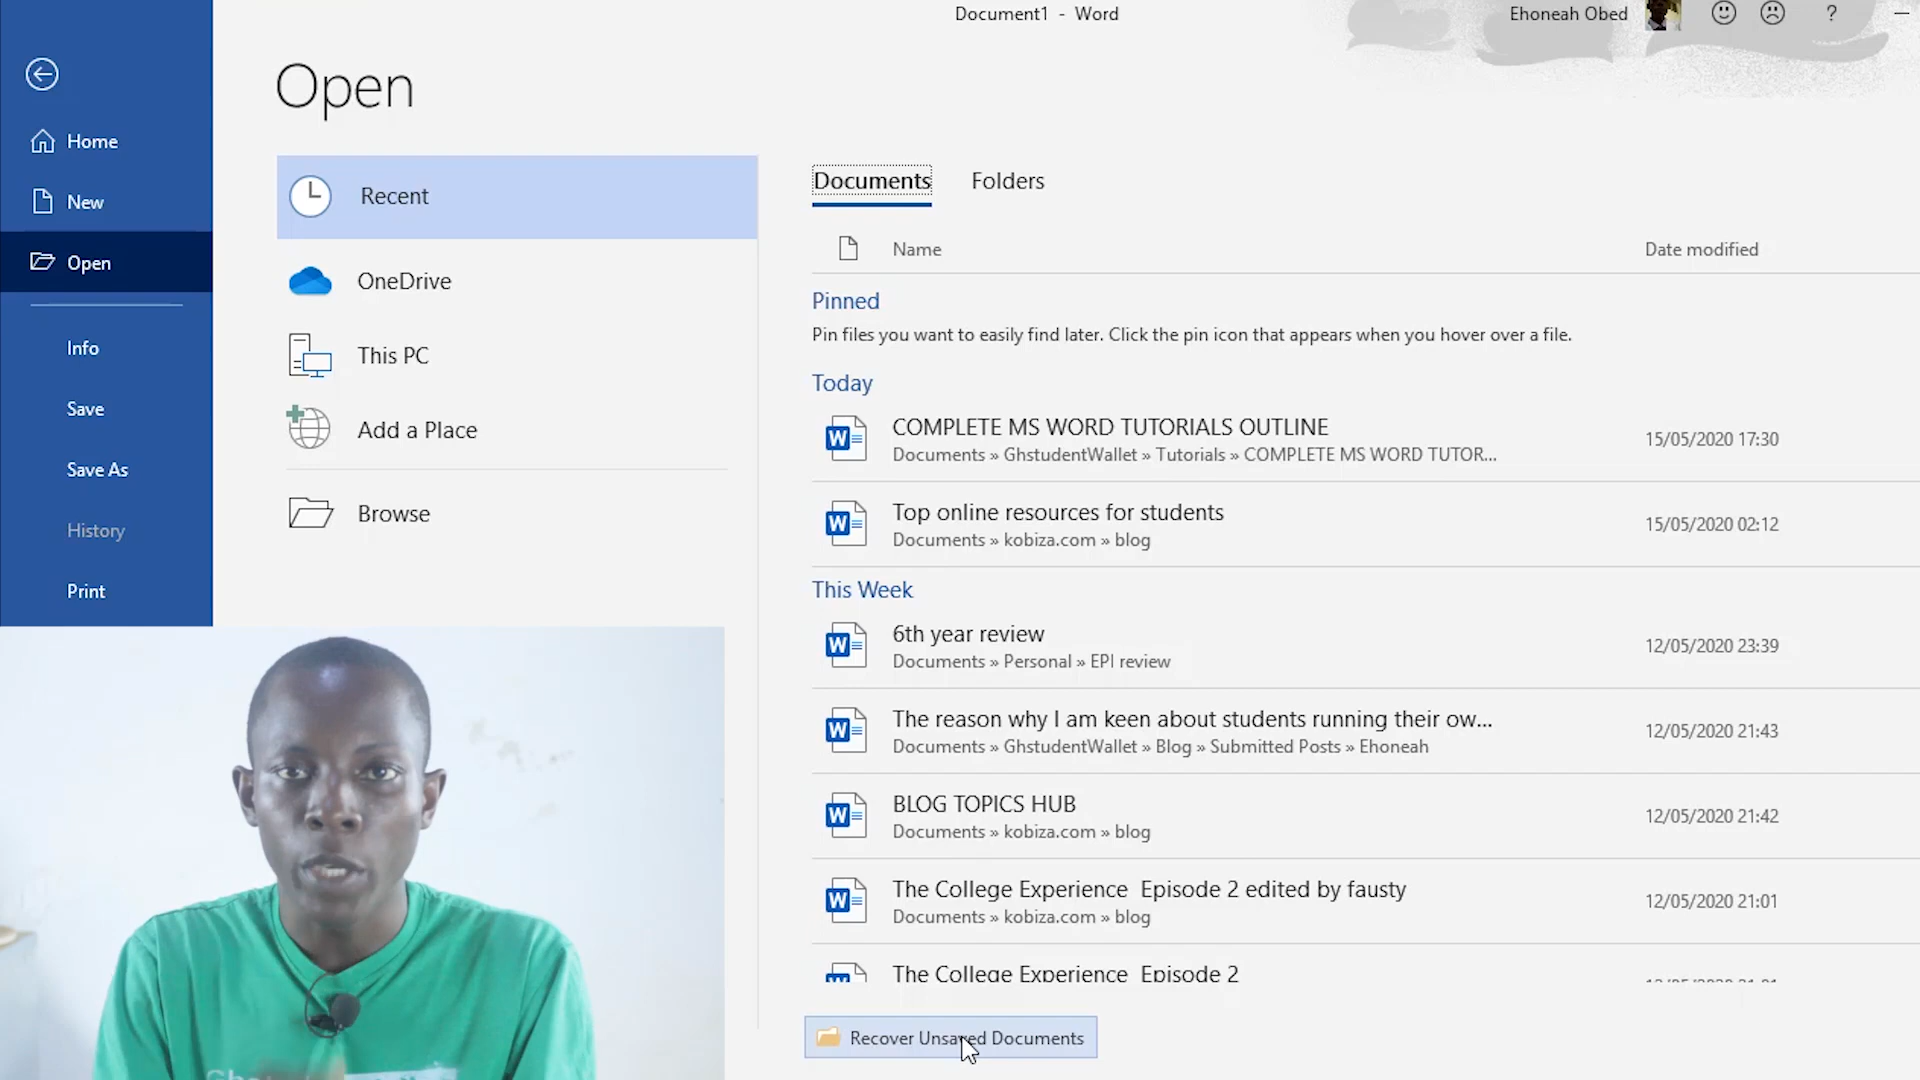 Document1 - Word
Ehoneah Obed
?
Open
Home
New
Open
Info
Save
Save As
History
Print
Recent
OneDrive
This PC
Add a Place
Browse
Documents
Folders
Name
Date modified
Pinned
Pin files you want to easily find later. Click the pin icon that appears when you hover over a file.
Today
COMPLETE MS WORD TUTORIALS OUTLINE
15/05/2020 17:30
Documents » GhstudentWallet » Tutorials » COMPLETE MS WORD TUTOR...
Top online resources for students
15/05/2020 02:12
Documents » kobiza.com » blog
This Week
6th year review
12/05/2020 23:39
Documents » Personal » EPI review
The reason why I am keen about students running their ow...
12/05/2020 21:43
Documents » GhstudentWallet » Blog » Submitted Posts » Ehoneah
BLOG TOPICS HUB
12/05/2020 21:42
Documents » kobiza.com » blog
The College Experience Episode 2 edited by fausty
12/05/2020 21:01
Documents » kobiza.com » blog
The College Experience Episode 2
Recover Unsaved Documents